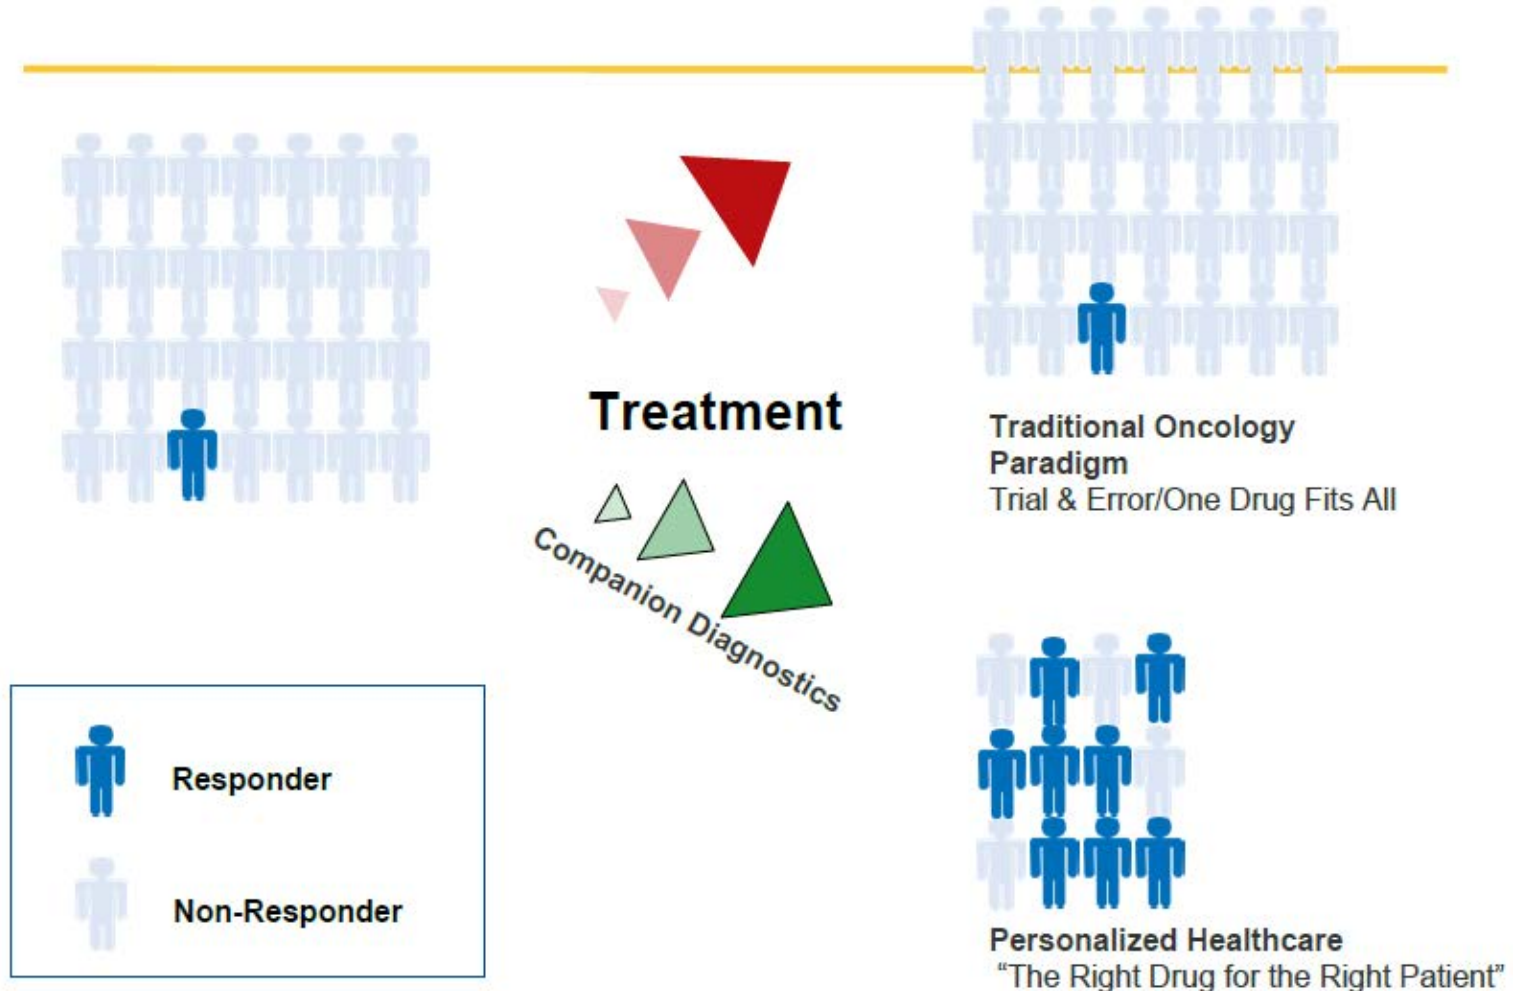 Treatment
Companion Diagnostics
Traditional Oncology
Paradigm
Trial & Error/One Drug Fits All
Responder
Non-Responder
Personalized Healthcare
“The Right Drug for the Right Patient”